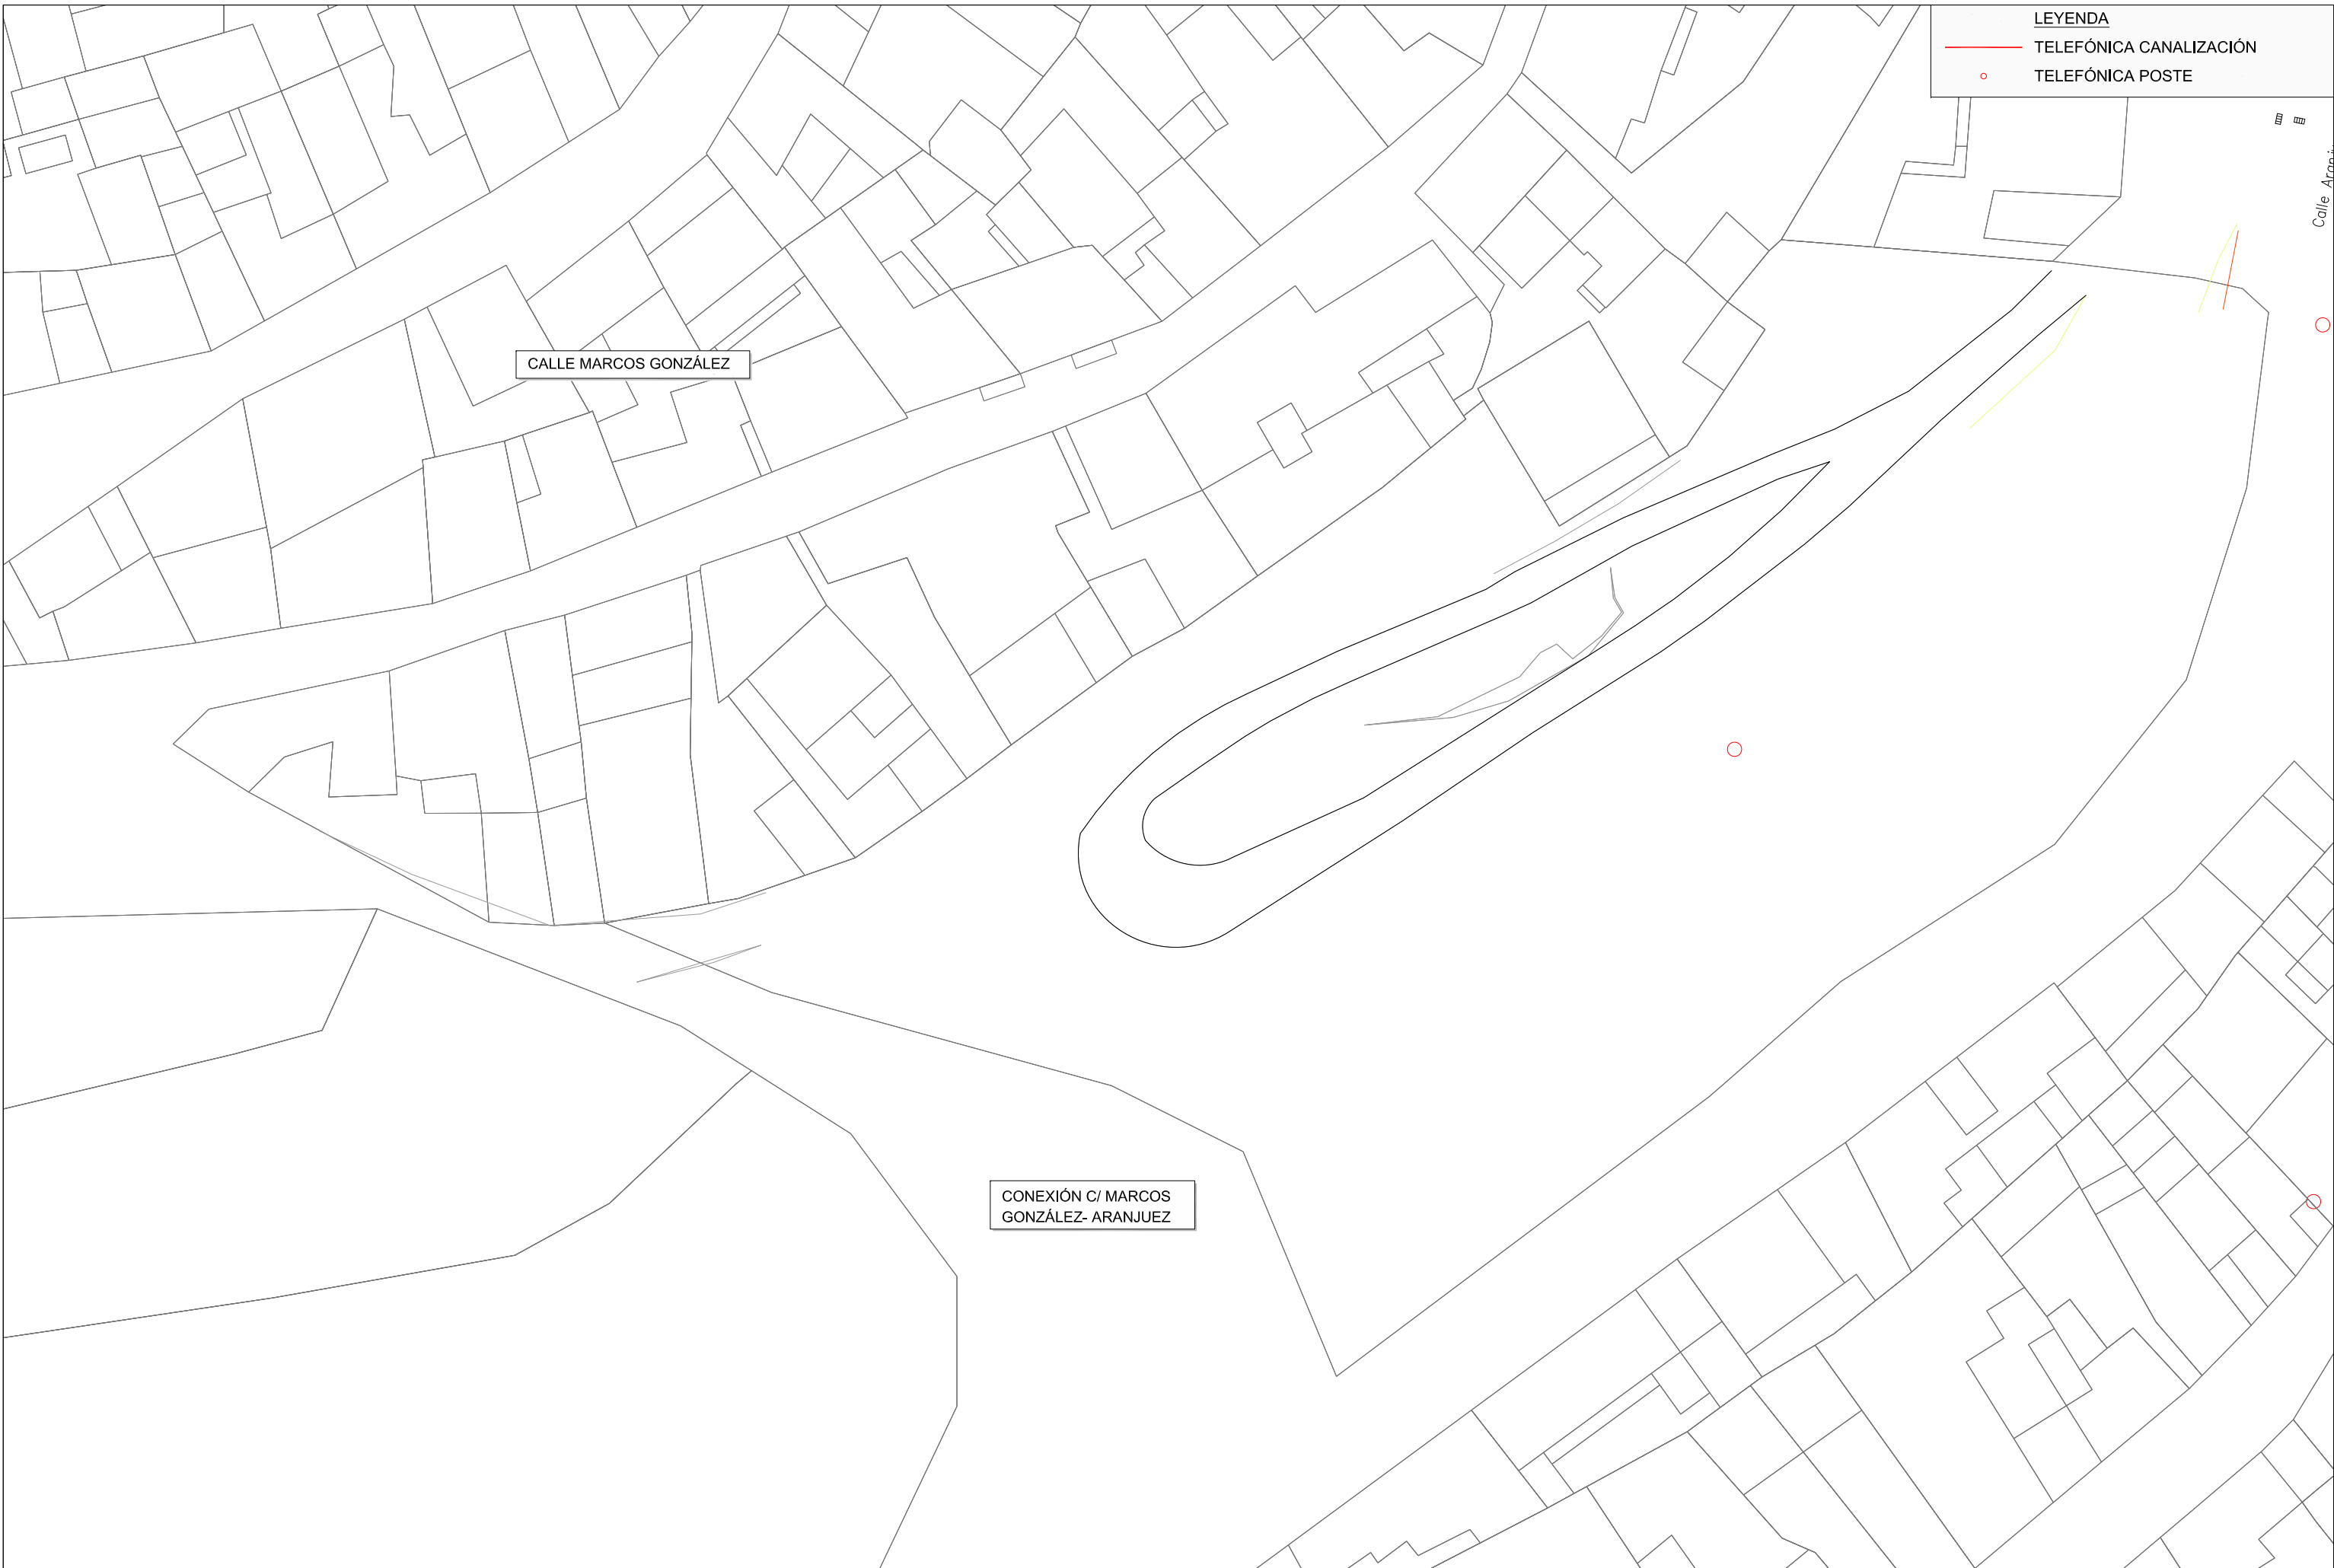 LEYENDA
TELEFÓNICA CANALIZACIÓN
TELEFÓNICA POSTE
Calle
CALLE MARCOS GONZÁLEZ
CONEXIÓN C/ MARCOS
GONZÁLEZ- ARANJUEZ